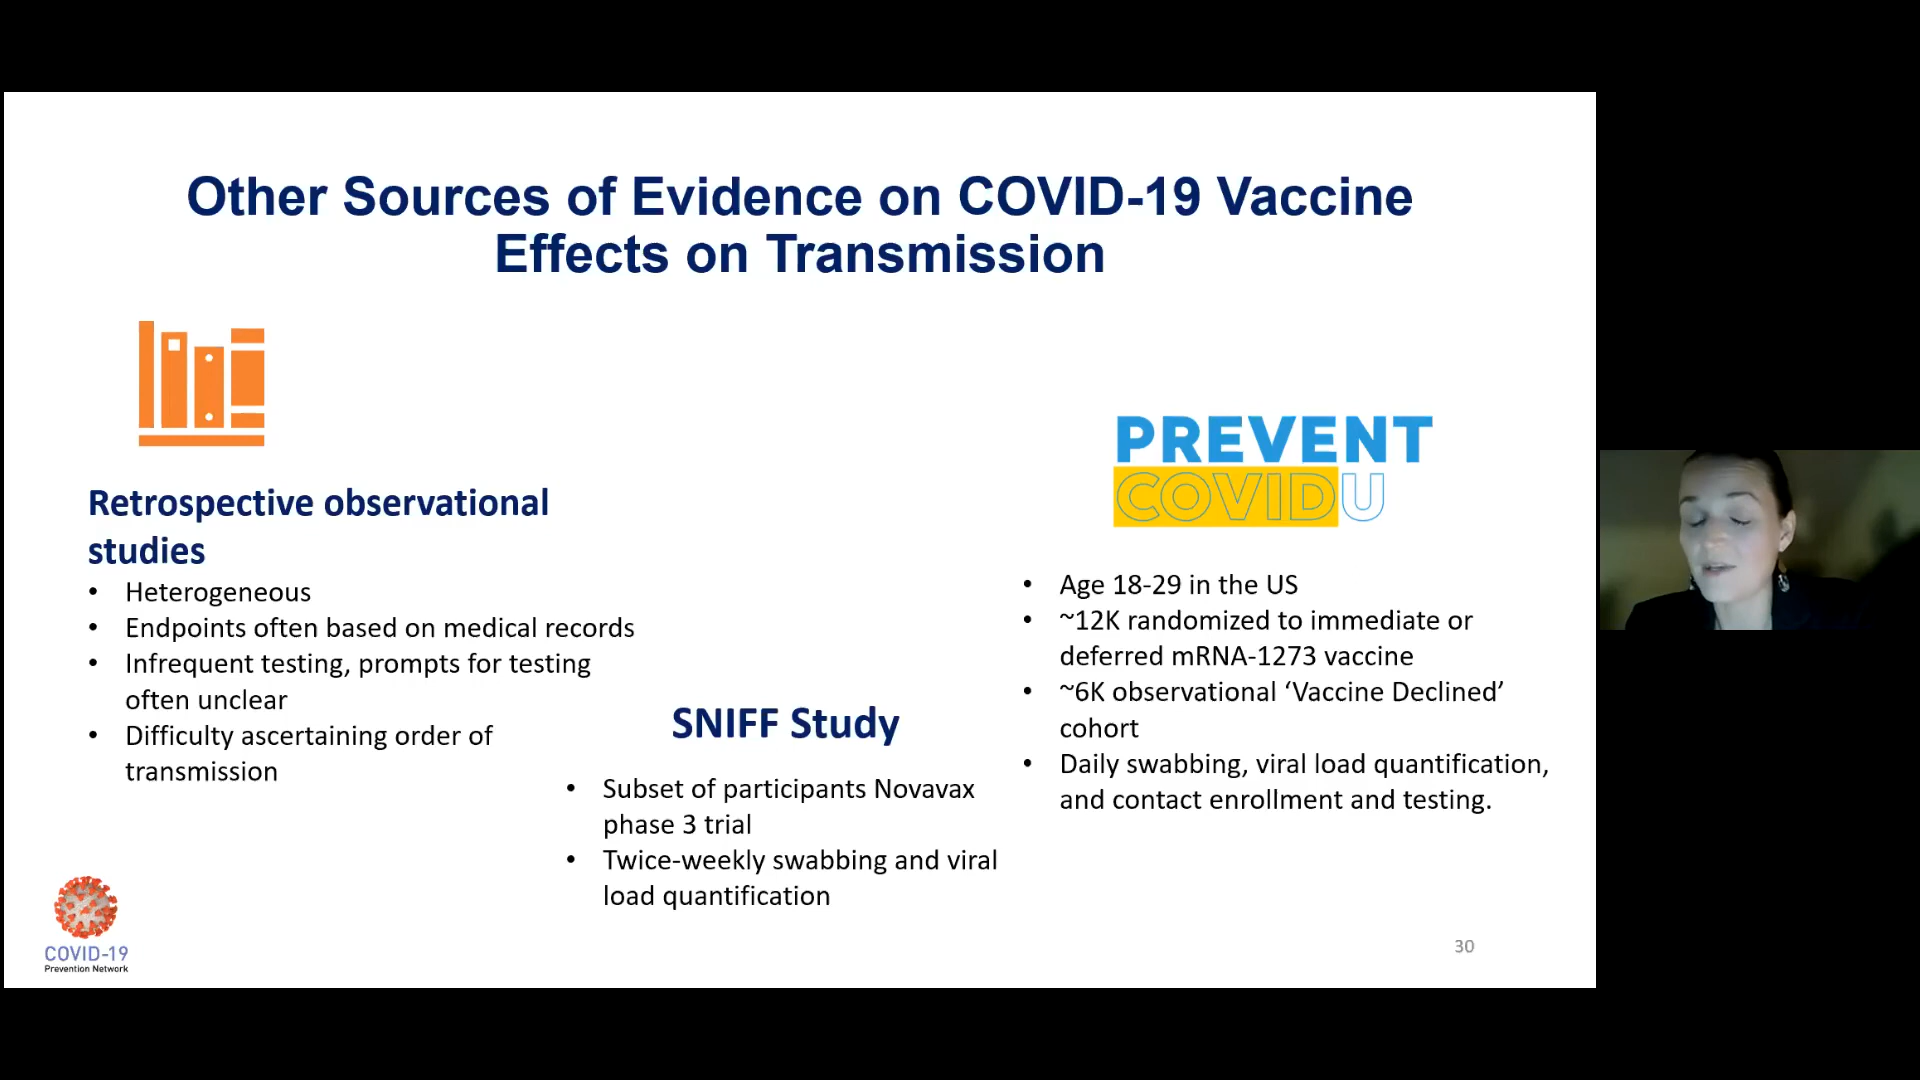 Other Sources of Evidence on COVID-19 Vaccine
Effects on Transmission
Retrospective observational
studies
• Heterogeneous
• Endpoints often based on medical records
• Infrequent testing, prompts for testing
often unclear
• Difficulty ascertaining order of
transmission
SNIFF Study
• Subset of participants Novavax
phase 3 trial
• Twice-weekly swabbing and viral
load quantification
PREVENT
COVIDU
• Age 18-29 in the US
• ~12K randomized to immediate or
deferred mRNA-1273 vaccine
• ~6K observational ‘Vaccine Declined’
cohort
• Daily swabbing, viral load quantification,
and contact enrollment and testing.
COVID-19
Prevention Network
30